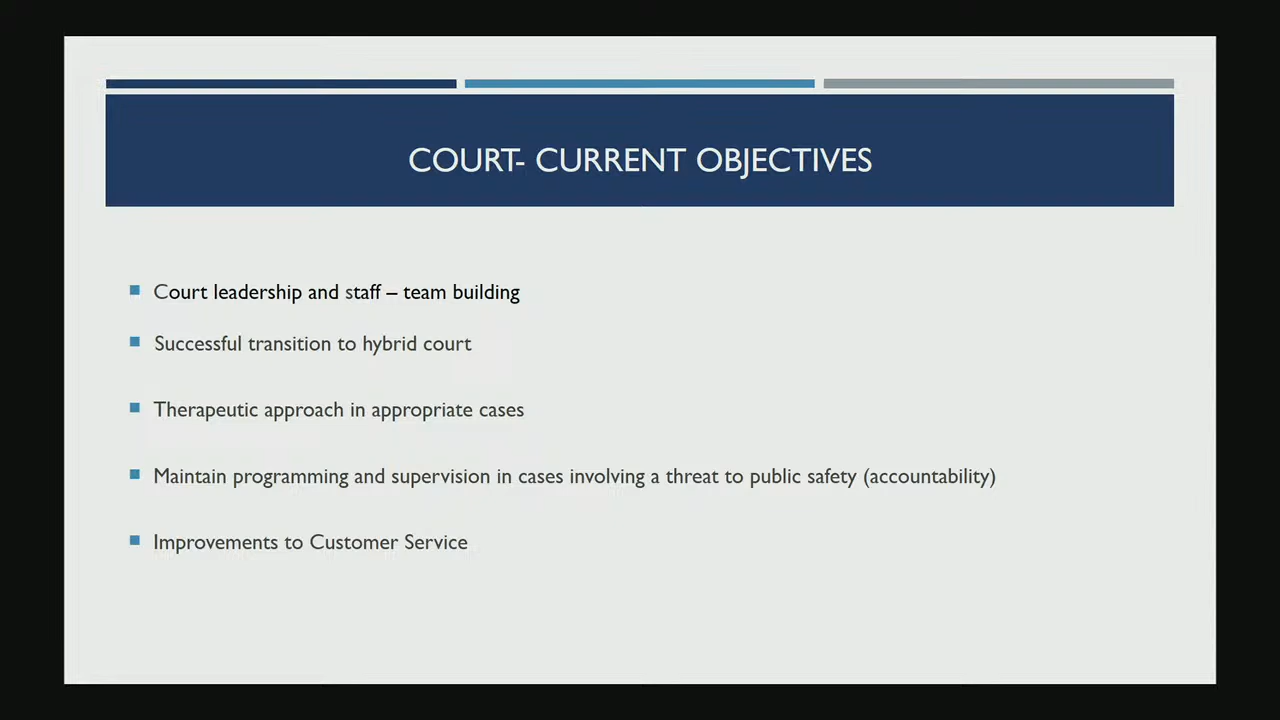 COURT- CURRENT OBJECTIVES
Court leadership and staff – team building
Successful transition to hybrid court
Therapeutic approach in appropriate cases
Maintain programming and supervision in cases involving a threat to public safety (accountability)
Improvements to Customer Service